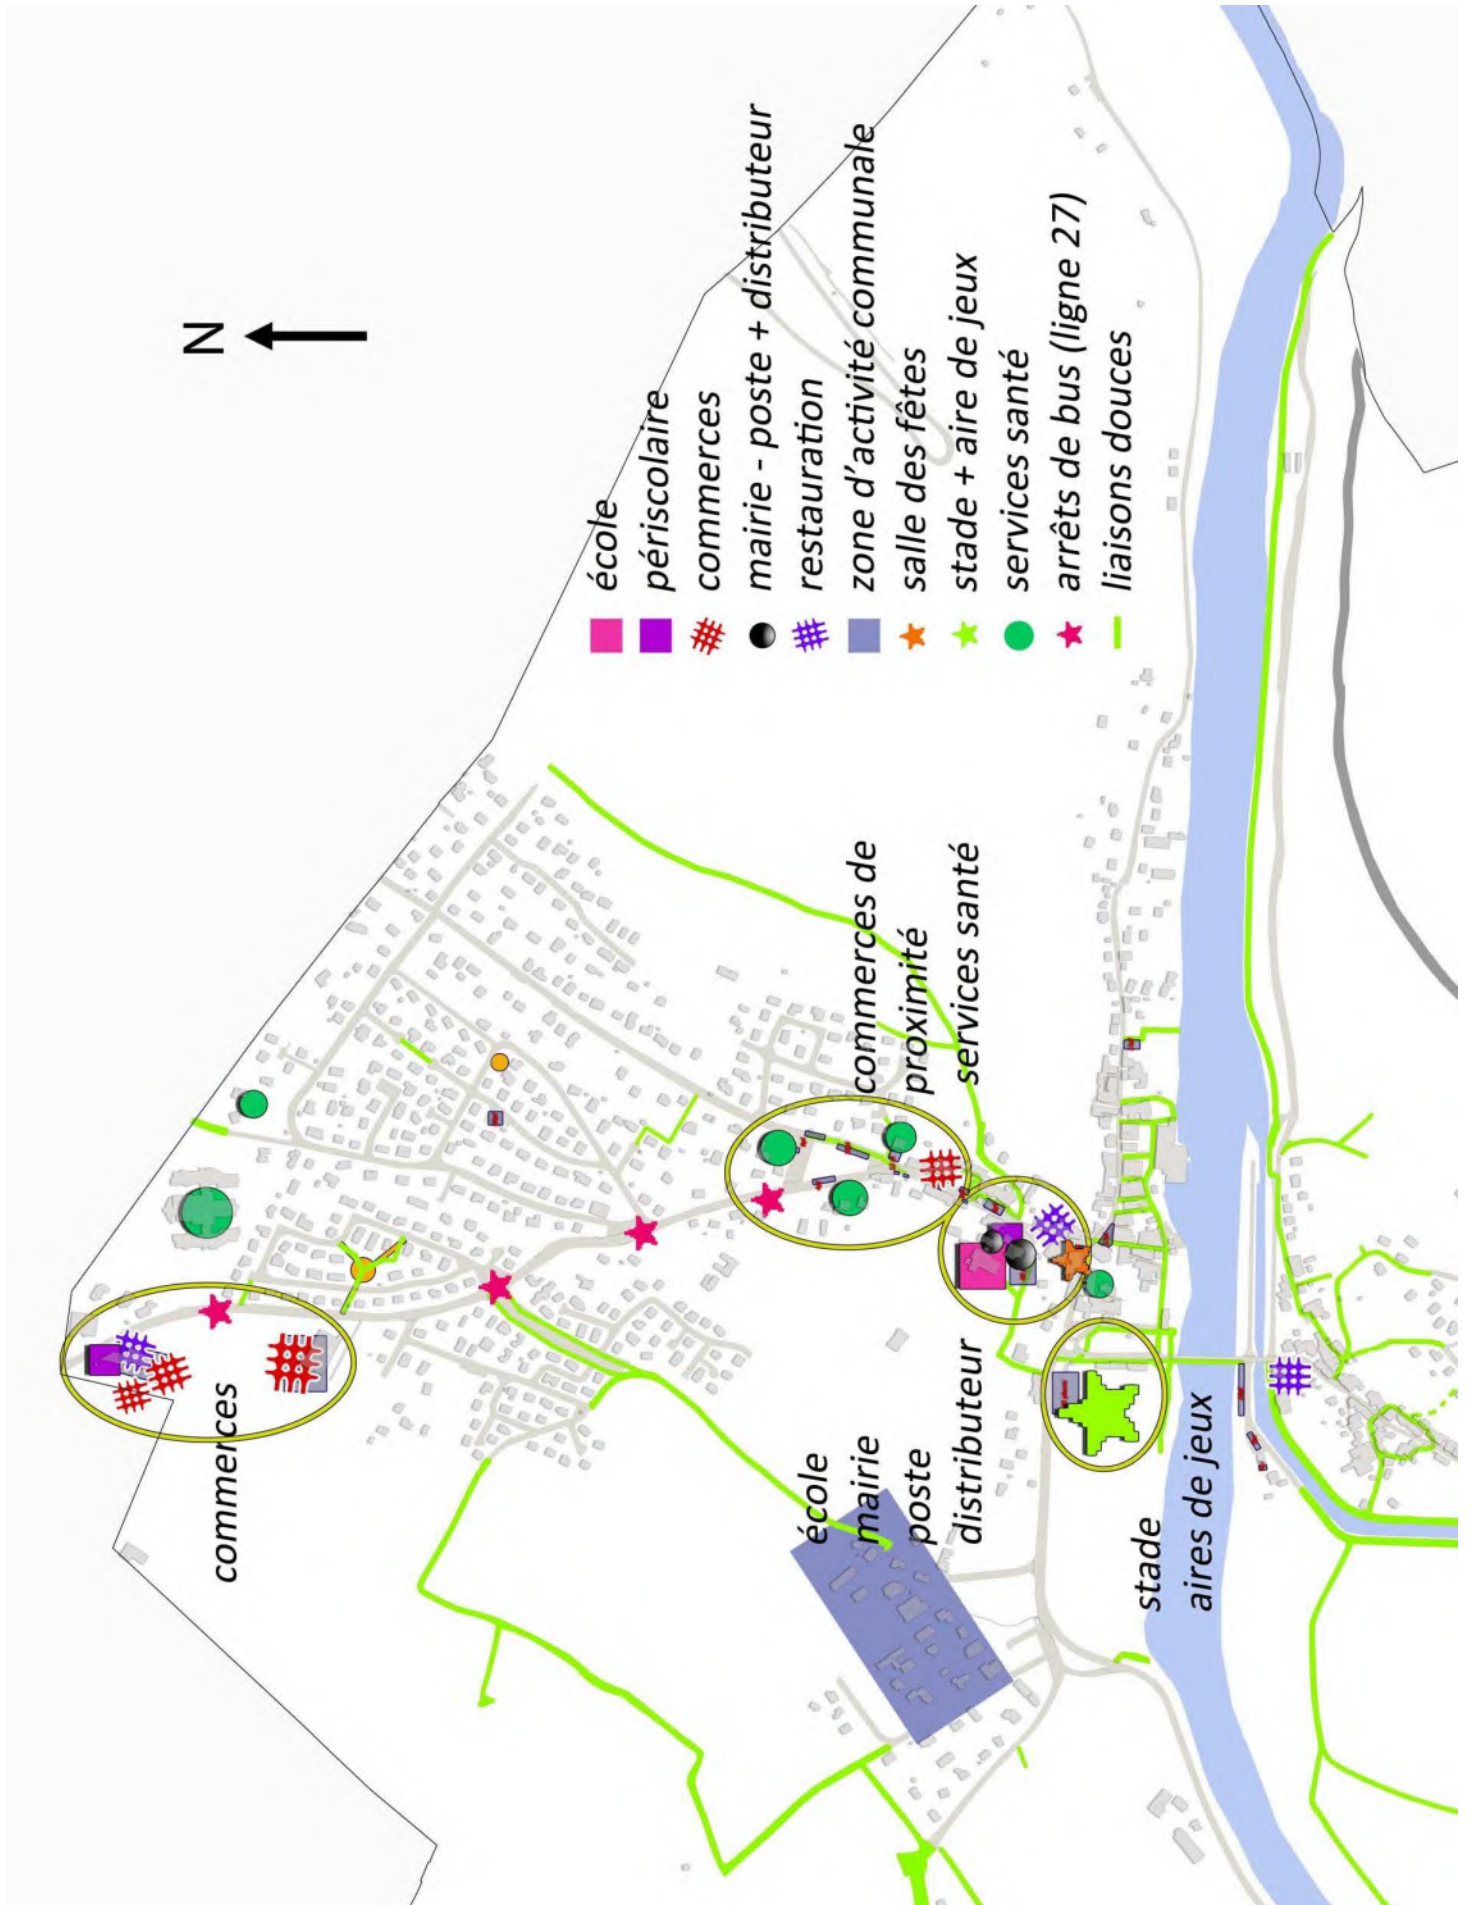 N
école
périscolaire
commerces
mairie - poste + distributeur
restauration
zone d'activité communale
salle des fêtes
stade + aire de jeux
services santé
arrêts de bus (ligne 27)
liaisons douces
commerces
commerces de
proximité
services santé
école
mairie
poste
distributeur
stade
aires de jeux